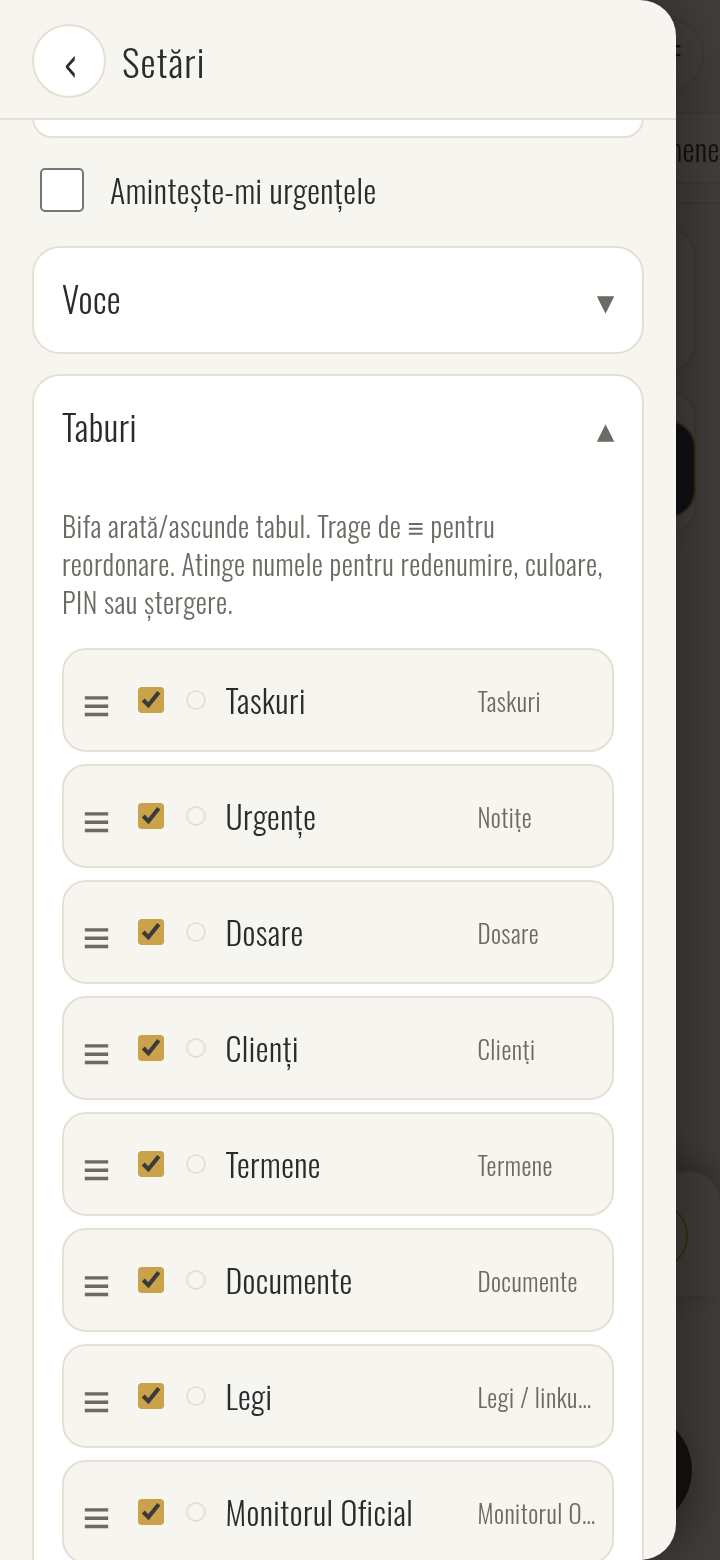 Setări
Amintește-mi urgențele
Voce
Taburi
Bifa arată/ascunde tabul. Trage de ≡ pentru
reordonare. Atinge numele pentru redenumire, culoare,
PIN sau ștergere.
Taskuri Taskuri
Urgențe Notițe
Dosare Dosare
Clienți Clienți
Termene Termene
Documente Documente
Legi Legi / linku...
Monitorul Oficial Monitorul O...